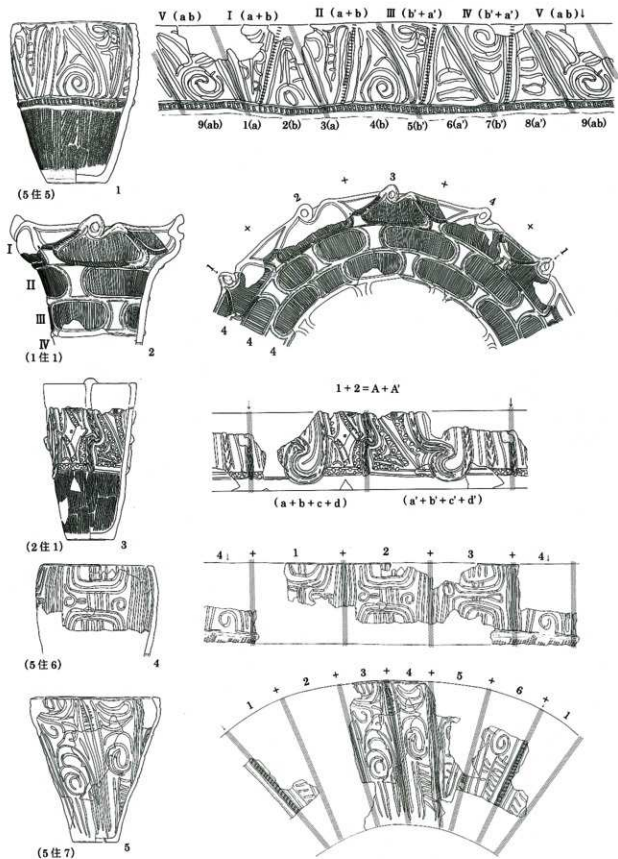 V (ab) I (a+b) II (a+b) III (b'+a') IV (b'+a') V (ab)↓
9(ab) 1(a) 2(b) 3(a) 4(b) 5(b') 6(a') 7(b') 8(a') 9(ab)
(5住5) 1
I
II
III
IV
(1住1) 2
1 × 2 + 3 + 4 × 1
4 4 4
1+2=A+A'
(a+b+c+d) (a'+b'+c'+d')
(2住1) 3
4↓ + 1 + 2 + 3 + 4↓
(5住6) 4
1 + 2 + 3 + 4 + 5 + 6 + 1
(5住7) 5